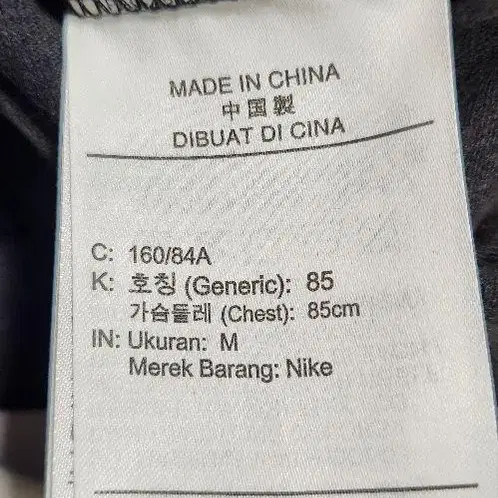 MADE IN CHINA
中国製
DIBUAT DI CINA
C: 160/84A
K: 호칭 (Generic): 85
가슴둘레 (Chest): 85cm
IN: Ukuran: M
Merek Barang: Nike